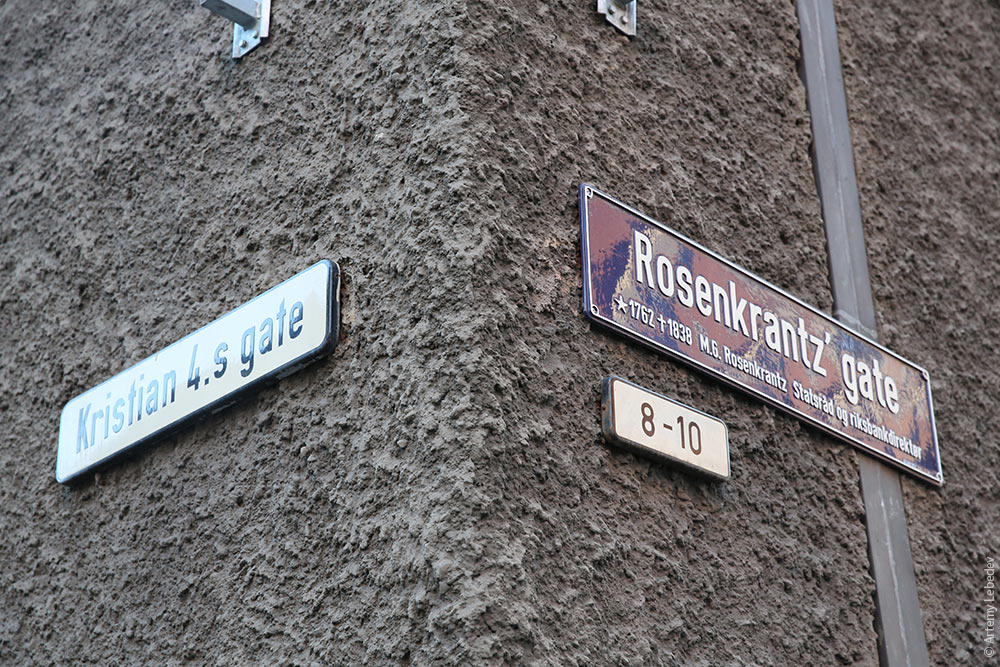 Kristian 4.s gate
Rosenkrantz' gate
★1762 ✝1838 M.G. Rosenkrantz Statsråd og riksbankdirektør
8-10
© Artemy Lebedev